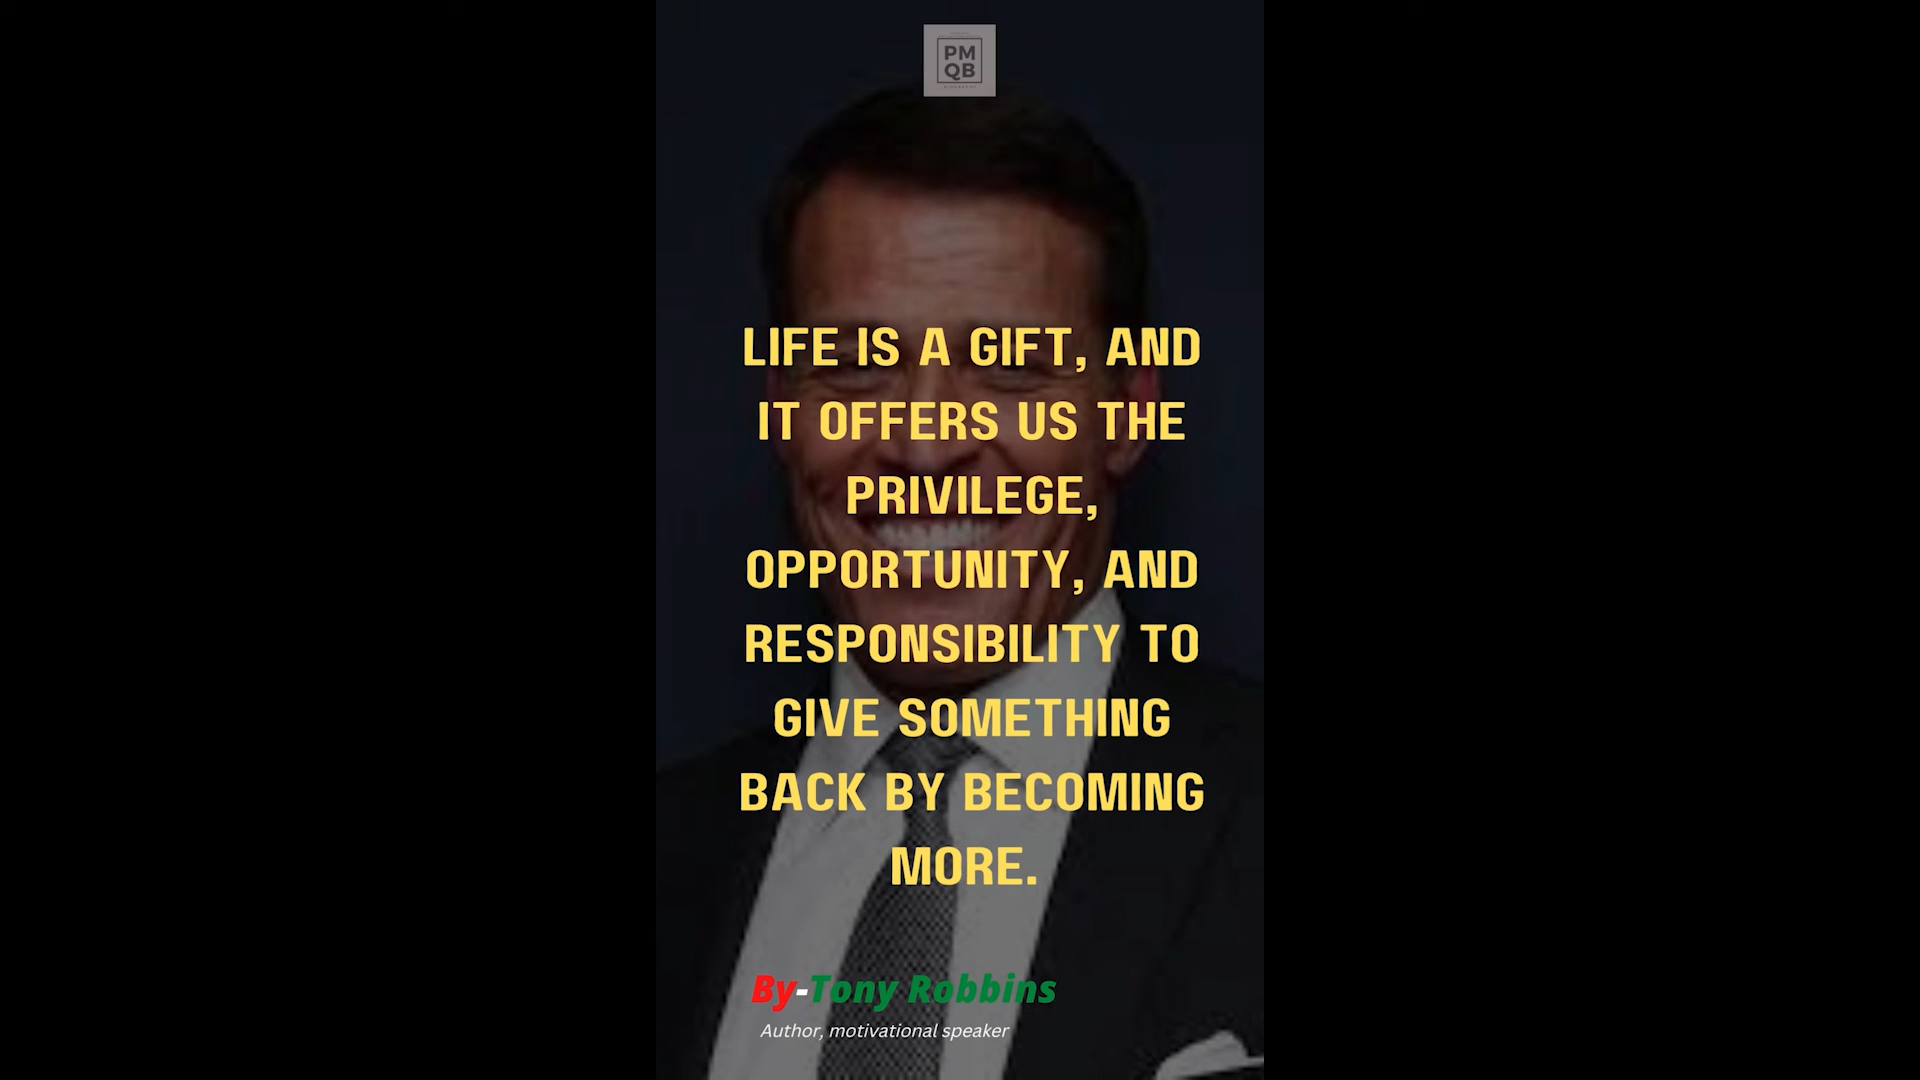 PM
QB
LIFE IS A GIFT, AND
IT OFFERS US THE
PRIVILEGE,
OPPORTUNITY, AND
RESPONSIBILITY TO
GIVE SOMETHING
BACK BY BECOMING
MORE.
By-Tony Robbins
Author, motivational speaker